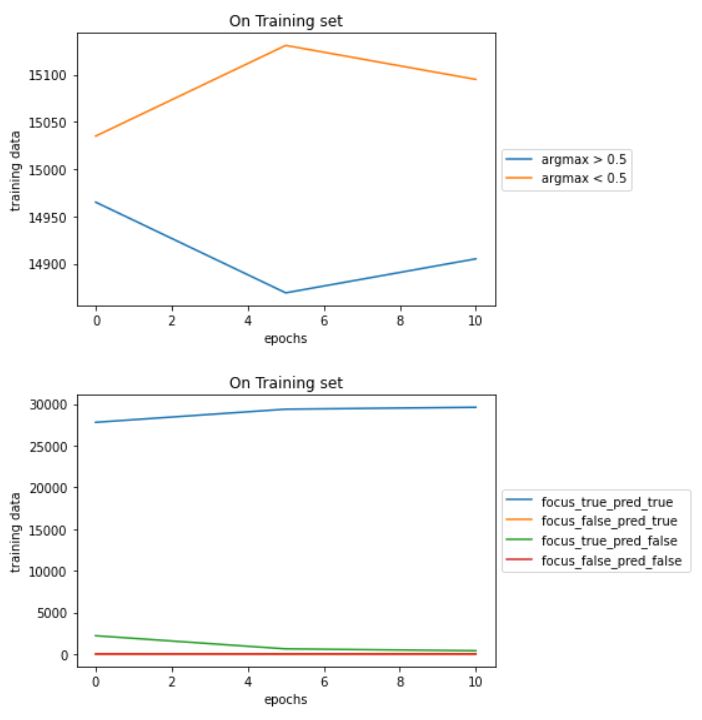 On Training set
15100
15050
15000
14950
14900
training data
0 2 4 6 8 10
epochs
argmax > 0.5
argmax < 0.5
On Training set
30000
25000
20000
15000
10000
5000
0
training data
0 2 4 6 8 10
epochs
focus_true_pred_true
focus_false_pred_true
focus_true_pred_false
focus_false_pred_false